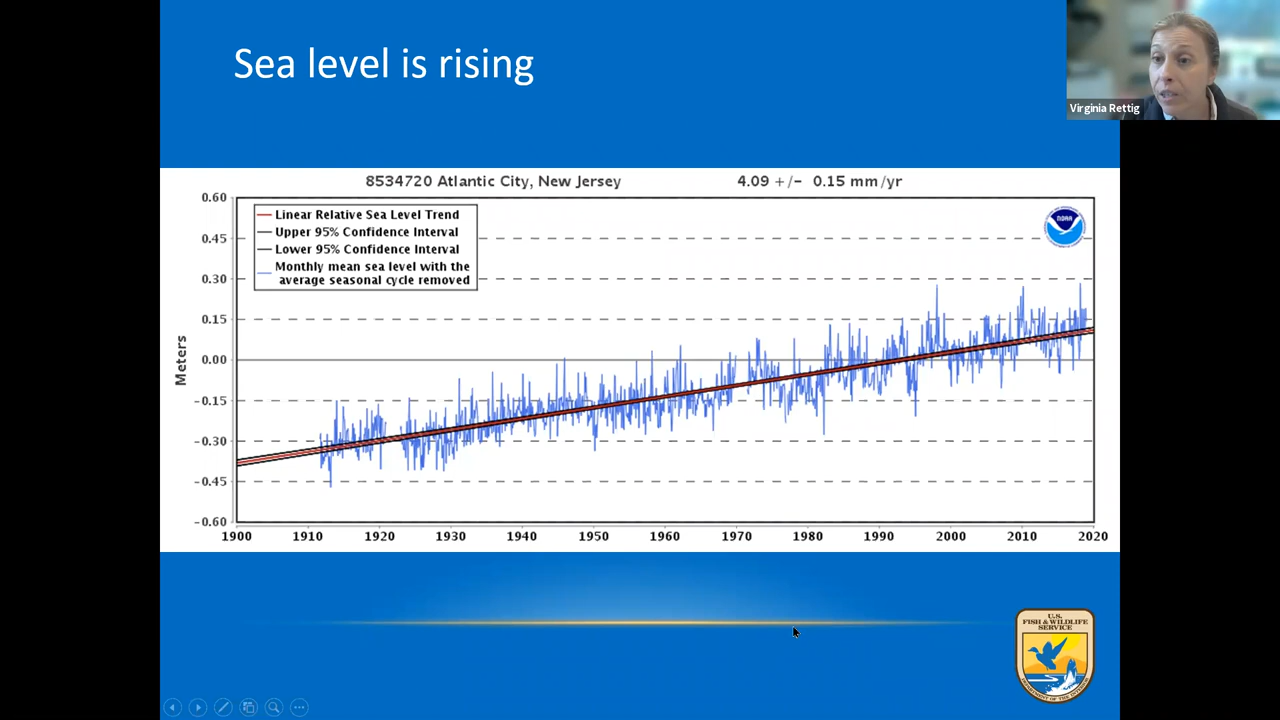 Sea level is rising
Virginia Rettig
8534720 Atlantic City, New Jersey
4.09 +/- 0.15 mm/yr
Linear Relative Sea Level Trend
Upper 95% Confidence Interval
Lower 95% Confidence Interval
Monthly mean sea level with the
average seasonal cycle removed
NOAA
Meters
0.60
0.45
0.30
0.15
0.00
-0.15
-0.30
-0.45
-0.60
1900 1910 1920 1930 1940 1950 1960 1970 1980 1990 2000 2010 2020
U.S.
FISH & WILDLIFE
SERVICE
DEPARTMENT OF THE INTERIOR